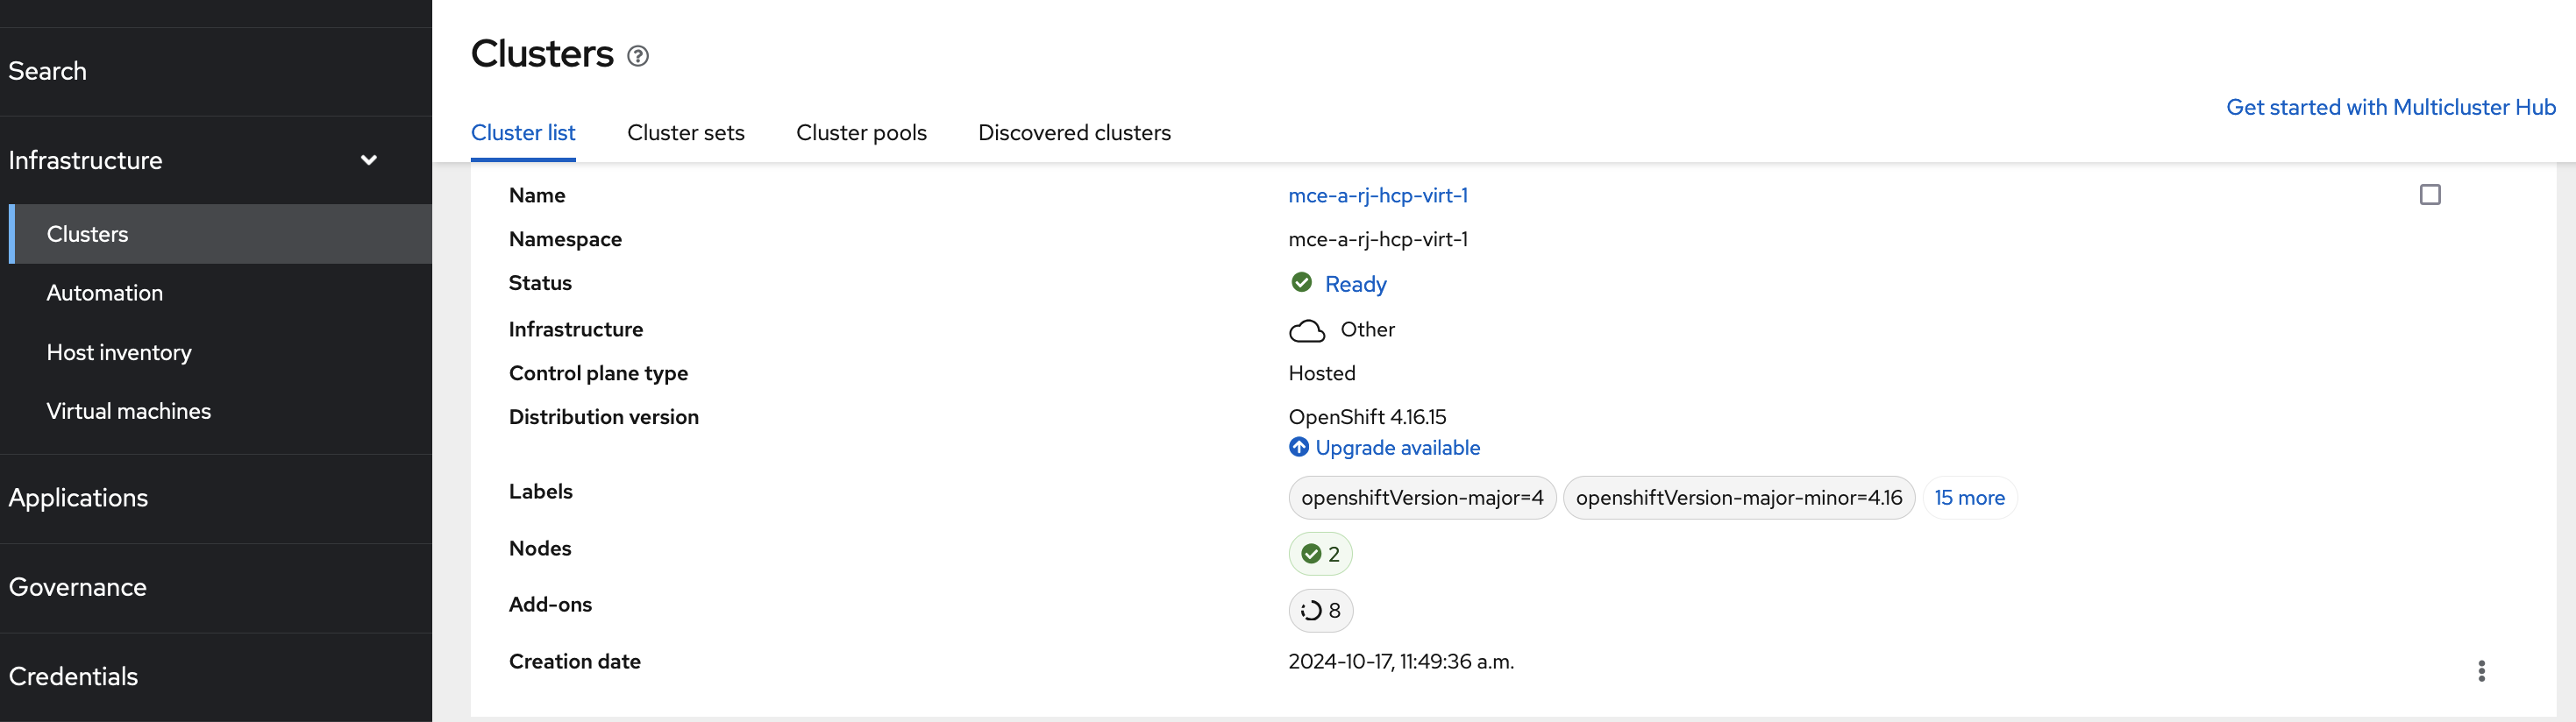 Search
Infrastructure
Clusters
Automation
Host inventory
Virtual machines
Applications
Governance
Credentials
Clusters
Get started with Multicluster Hub
Cluster list Cluster sets Cluster pools Discovered clusters
Name mce-a-rj-hcp-virt-1
Namespace mce-a-rj-hcp-virt-1
Status Ready
Infrastructure Other
Control plane type Hosted
Distribution version OpenShift 4.16.15
Upgrade available
Labels openshiftVersion-major=4 openshiftVersion-major-minor=4.16 15 more
Nodes 2
Add-ons 8
Creation date 2024-10-17, 11:49:36 a.m.